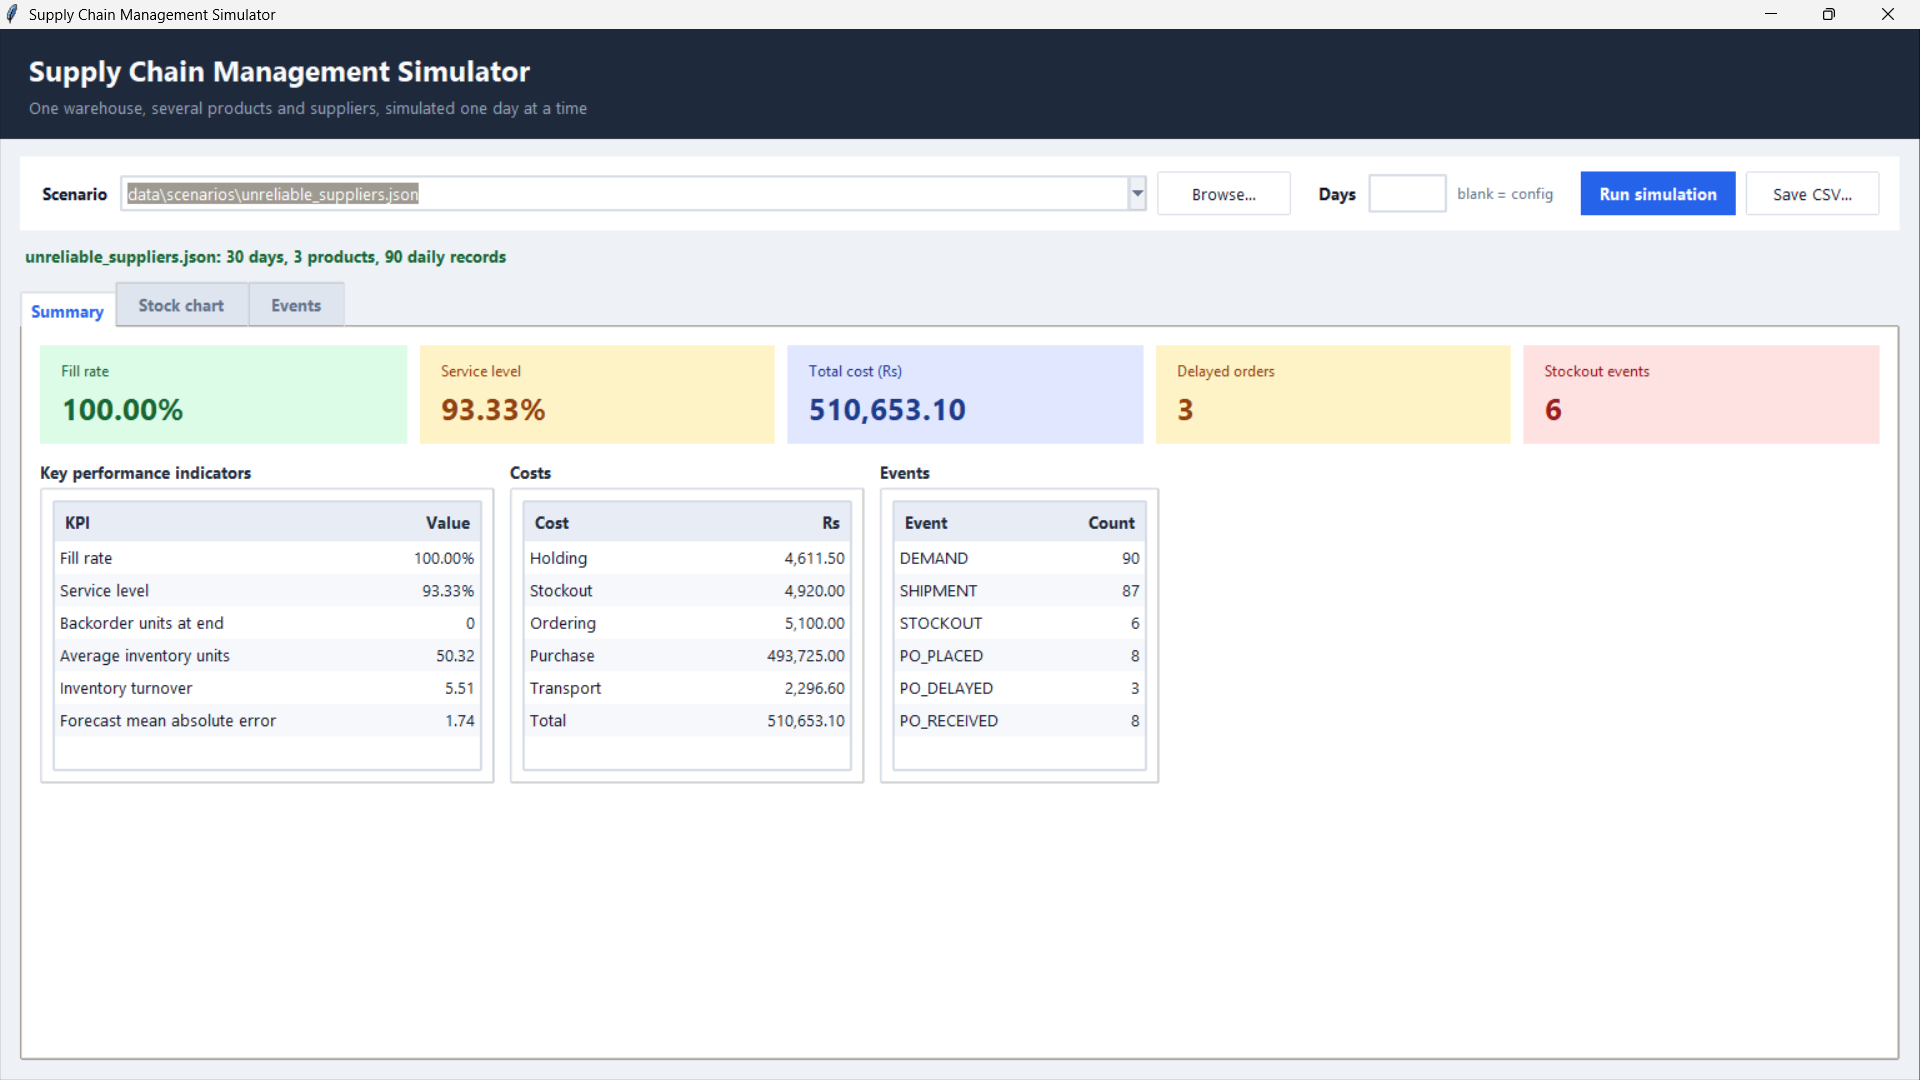 Supply Chain Management Simulator
Supply Chain Management Simulator
One warehouse, several products and suppliers, simulated one day at a time
Scenario data\scenarios\unreliable_suppliers.json Browse... Days blank = config Run simulation Save CSV...
unreliable_suppliers.json: 30 days, 3 products, 90 daily records
Summary Stock chart Events
Fill rate Service level Total cost (Rs) Delayed orders Stockout events
100.00% 93.33% 510,653.10 3 6
Key performance indicators Costs Events
KPI Value Cost Rs Event Count
Fill rate 100.00% Holding 4,611.50 DEMAND 90
Service level 93.33% Stockout 4,920.00 SHIPMENT 87
Backorder units at end 0 Ordering 5,100.00 STOCKOUT 6
Average inventory units 50.32 Purchase 493,725.00 PO_PLACED 8
Inventory turnover 5.51 Transport 2,296.60 PO_DELAYED 3
Forecast mean absolute error 1.74 Total 510,653.10 PO_RECEIVED 8